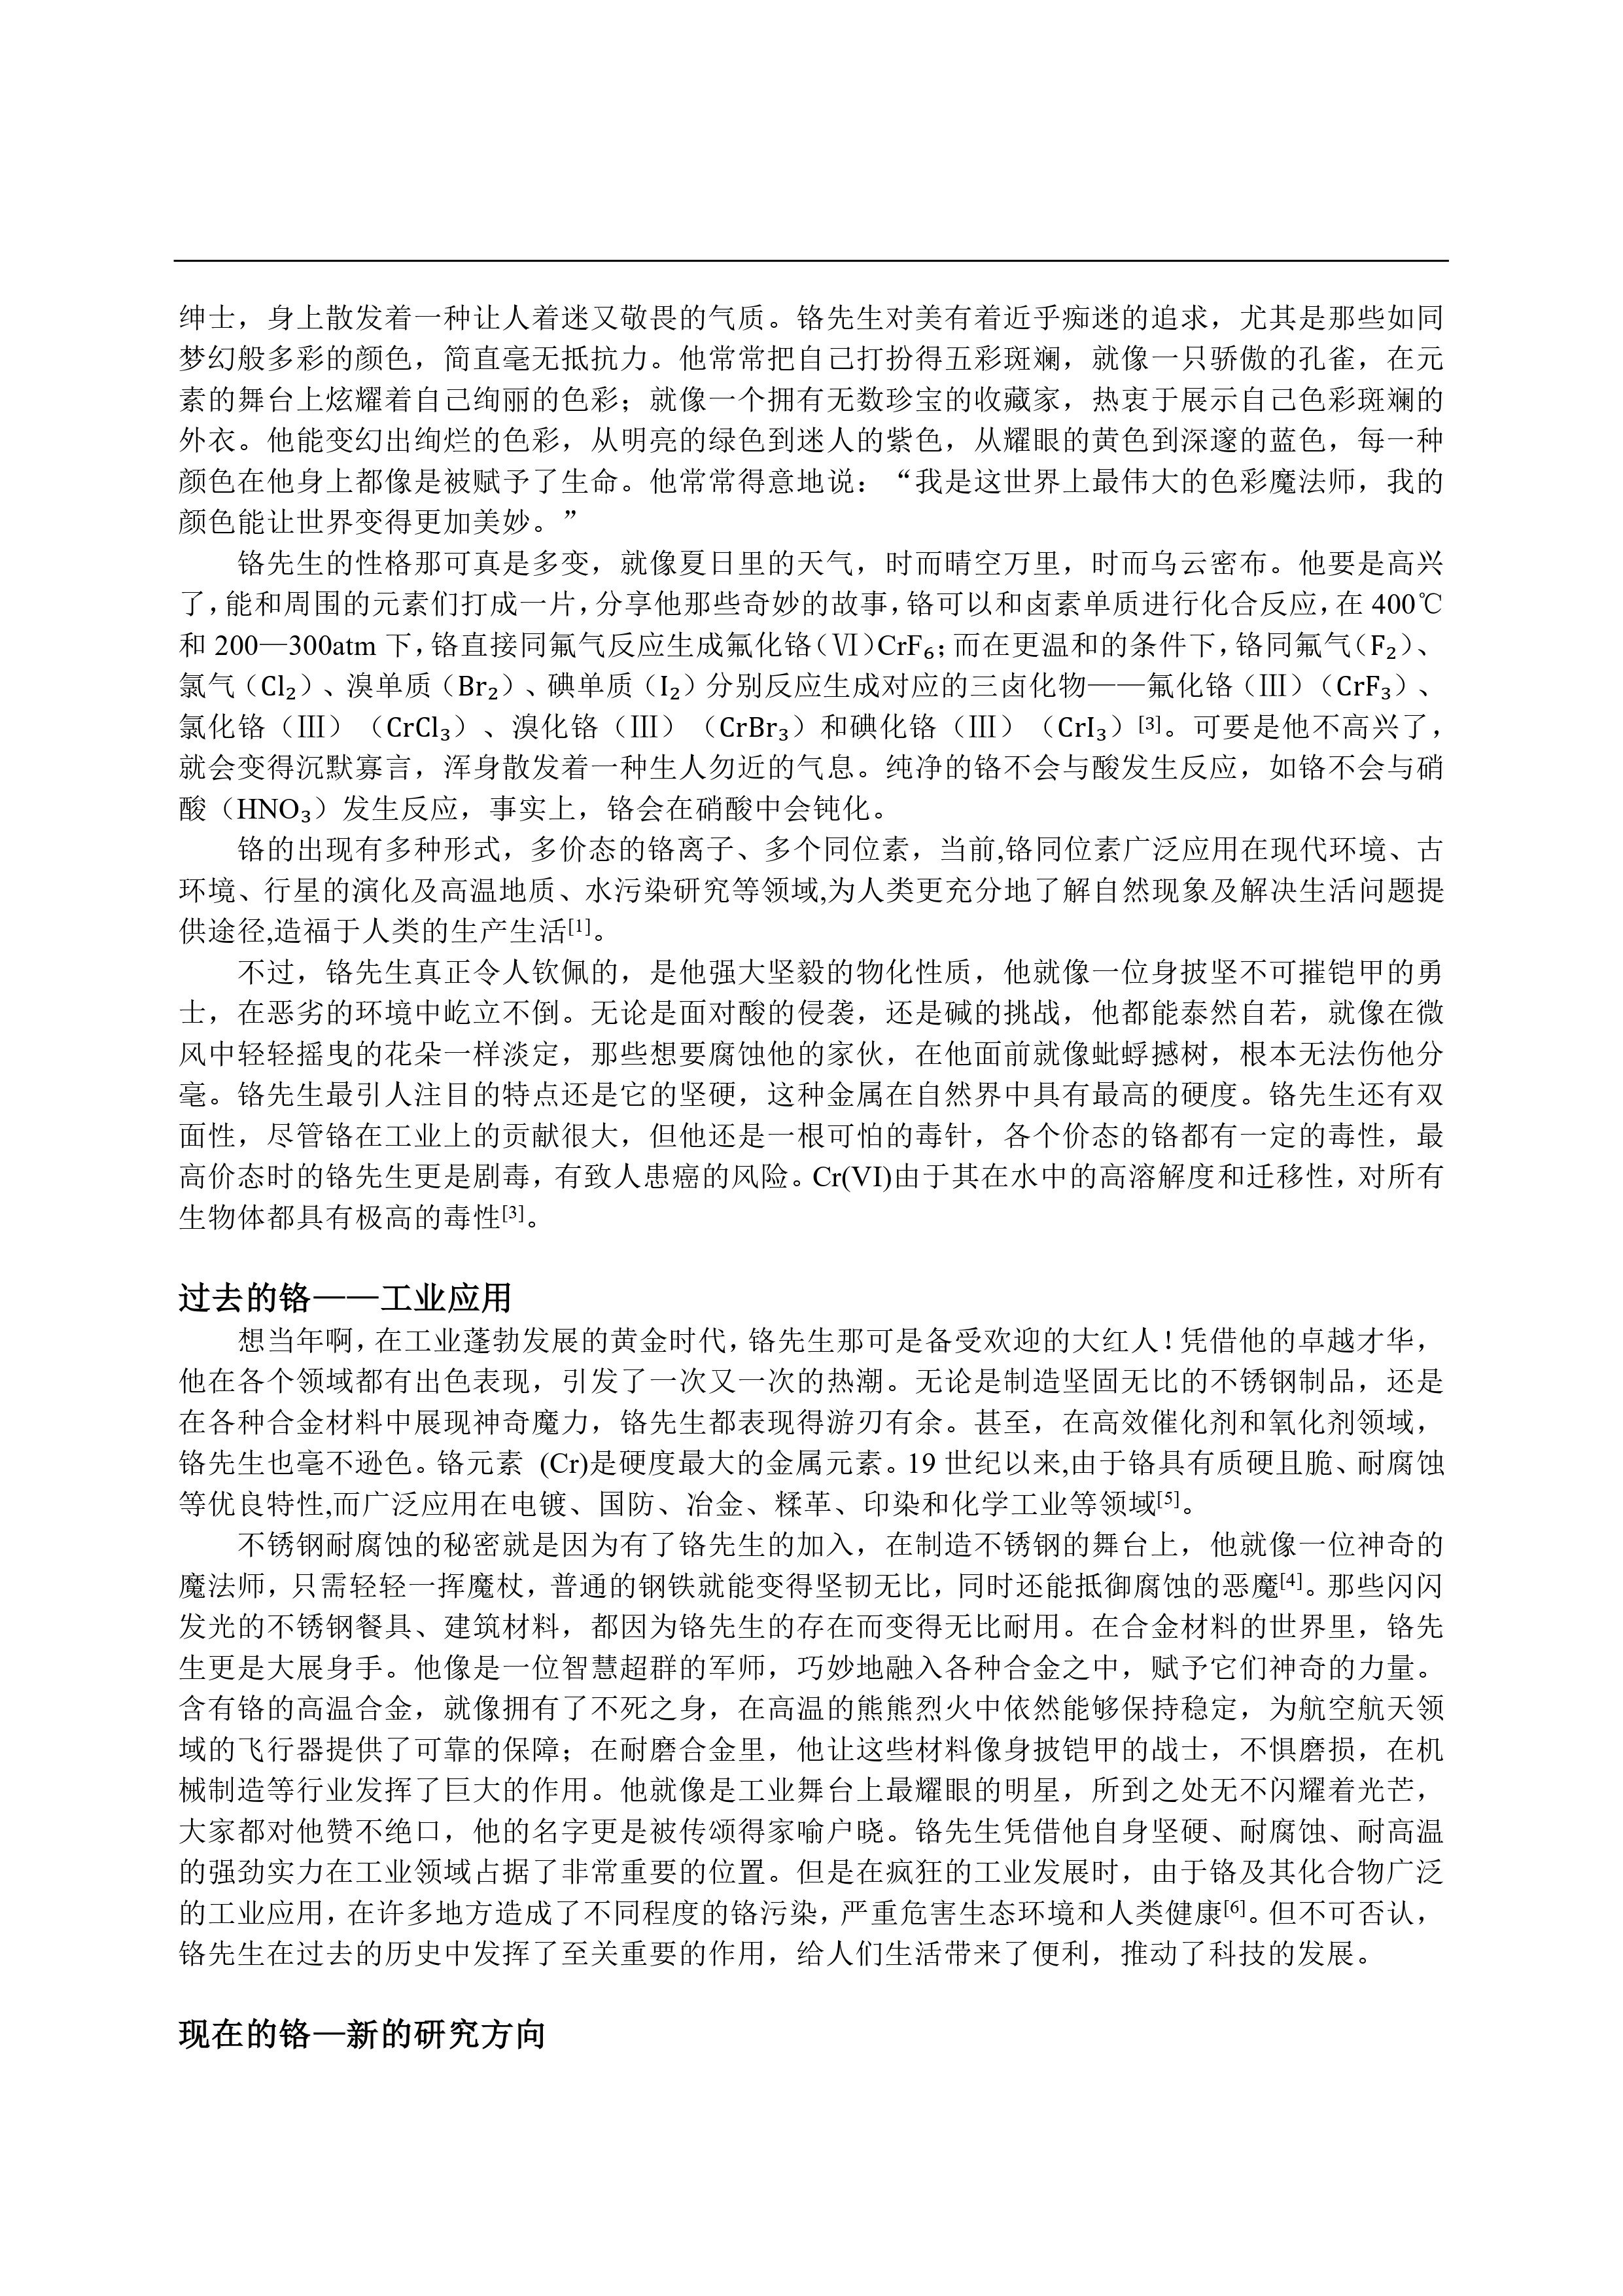 绅士，身上散发着一种让人着迷又敬畏的气质。铬先生对美有着近乎痴迷的追求，尤其是那些如同
梦幻般多彩的颜色，简直毫无抵抗力。他常常把自己打扮得五彩斑斓，就像一只骄傲的孔雀，在元
素的舞台上炫耀着自己绚丽的色彩；就像一个拥有无数珍宝的收藏家，热衷于展示自己色彩斑斓的
外衣。他能变幻出绚烂的色彩，从明亮的绿色到迷人的紫色，从耀眼的黄色到深邃的蓝色，每一种
颜色在他身上都像是被赋予了生命。他常常得意地说：“我是这世界上最伟大的色彩魔法师，我的
颜色能让世界变得更加美妙。”
铬先生的性格那可真是多变，就像夏日里的天气，时而晴空万里，时而乌云密布。他要是高兴
了，能和周围的元素们打成一片，分享他那些奇妙的故事，铬可以和卤素单质进行化合反应，在 400℃
和 200—300atm 下，铬直接同氟气反应生成氟化铬（Ⅵ）CrF₆；而在更温和的条件下，铬同氟气（F₂）、
氯气（Cl₂）、溴单质（Br₂）、碘单质（I₂）分别反应生成对应的三卤化物——氟化铬（Ⅲ）（CrF₃）、
氯化铬（Ⅲ）（CrCl₃）、溴化铬（Ⅲ）（CrBr₃）和碘化铬（Ⅲ）（CrI₃）[3]。可要是他不高兴了，
就会变得沉默寡言，浑身散发着一种生人勿近的气息。纯净的铬不会与酸发生反应，如铬不会与硝
酸（HNO₃）发生反应，事实上，铬会在硝酸中会钝化。
铬的出现有多种形式，多价态的铬离子、多个同位素，当前,铬同位素广泛应用在现代环境、古
环境、行星的演化及高温地质、水污染研究等领域,为人类更充分地了解自然现象及解决生活问题提
供途径,造福于人类的生产生活[1]。
不过，铬先生真正令人钦佩的，是他强大坚毅的物化性质，他就像一位身披坚不可摧铠甲的勇
士，在恶劣的环境中屹立不倒。无论是面对酸的侵袭，还是碱的挑战，他都能泰然自若，就像在微
风中轻轻摇曳的花朵一样淡定，那些想要腐蚀他的家伙，在他面前就像蚍蜉撼树，根本无法伤他分
毫。铬先生最引人注目的特点还是它的坚硬，这种金属在自然界中具有最高的硬度。铬先生还有双
面性，尽管铬在工业上的贡献很大，但他还是一根可怕的毒针，各个价态的铬都有一定的毒性，最
高价态时的铬先生更是剧毒，有致人患癌的风险。Cr(VI)由于其在水中的高溶解度和迁移性，对所有
生物体都具有极高的毒性[3]。
过去的铬——工业应用
想当年啊，在工业蓬勃发展的黄金时代，铬先生那可是备受欢迎的大红人！凭借他的卓越才华，
他在各个领域都有出色表现，引发了一次又一次的热潮。无论是制造坚固无比的不锈钢制品，还是
在各种合金材料中展现神奇魔力，铬先生都表现得游刃有余。甚至，在高效催化剂和氧化剂领域，
铬先生也毫不逊色。铬元素 (Cr)是硬度最大的金属元素。19 世纪以来,由于铬具有质硬且脆、耐腐蚀
等优良特性,而广泛应用在电镀、国防、冶金、鞣革、印染和化学工业等领域[5]。
不锈钢耐腐蚀的秘密就是因为有了铬先生的加入，在制造不锈钢的舞台上，他就像一位神奇的
魔法师，只需轻轻一挥魔杖，普通的钢铁就能变得坚韧无比，同时还能抵御腐蚀的恶魔[4]。那些闪闪
发光的不锈钢餐具、建筑材料，都因为铬先生的存在而变得无比耐用。在合金材料的世界里，铬先
生更是大展身手。他像是一位智慧超群的军师，巧妙地融入各种合金之中，赋予它们神奇的力量。
含有铬的高温合金，就像拥有了不死之身，在高温的熊熊烈火中依然能够保持稳定，为航空航天领
域的飞行器提供了可靠的保障；在耐磨合金里，他让这些材料像身披铠甲的战士，不惧磨损，在机
械制造等行业发挥了巨大的作用。他就像是工业舞台上最耀眼的明星，所到之处无不闪耀着光芒，
大家都对他赞不绝口，他的名字更是被传颂得家喻户晓。铬先生凭借他自身坚硬、耐腐蚀、耐高温
的强劲实力在工业领域占据了非常重要的位置。但是在疯狂的工业发展时，由于铬及其化合物广泛
的工业应用，在许多地方造成了不同程度的铬污染，严重危害生态环境和人类健康[6]。但不可否认，
铬先生在过去的历史中发挥了至关重要的作用，给人们生活带来了便利，推动了科技的发展。
现在的铬—新的研究方向